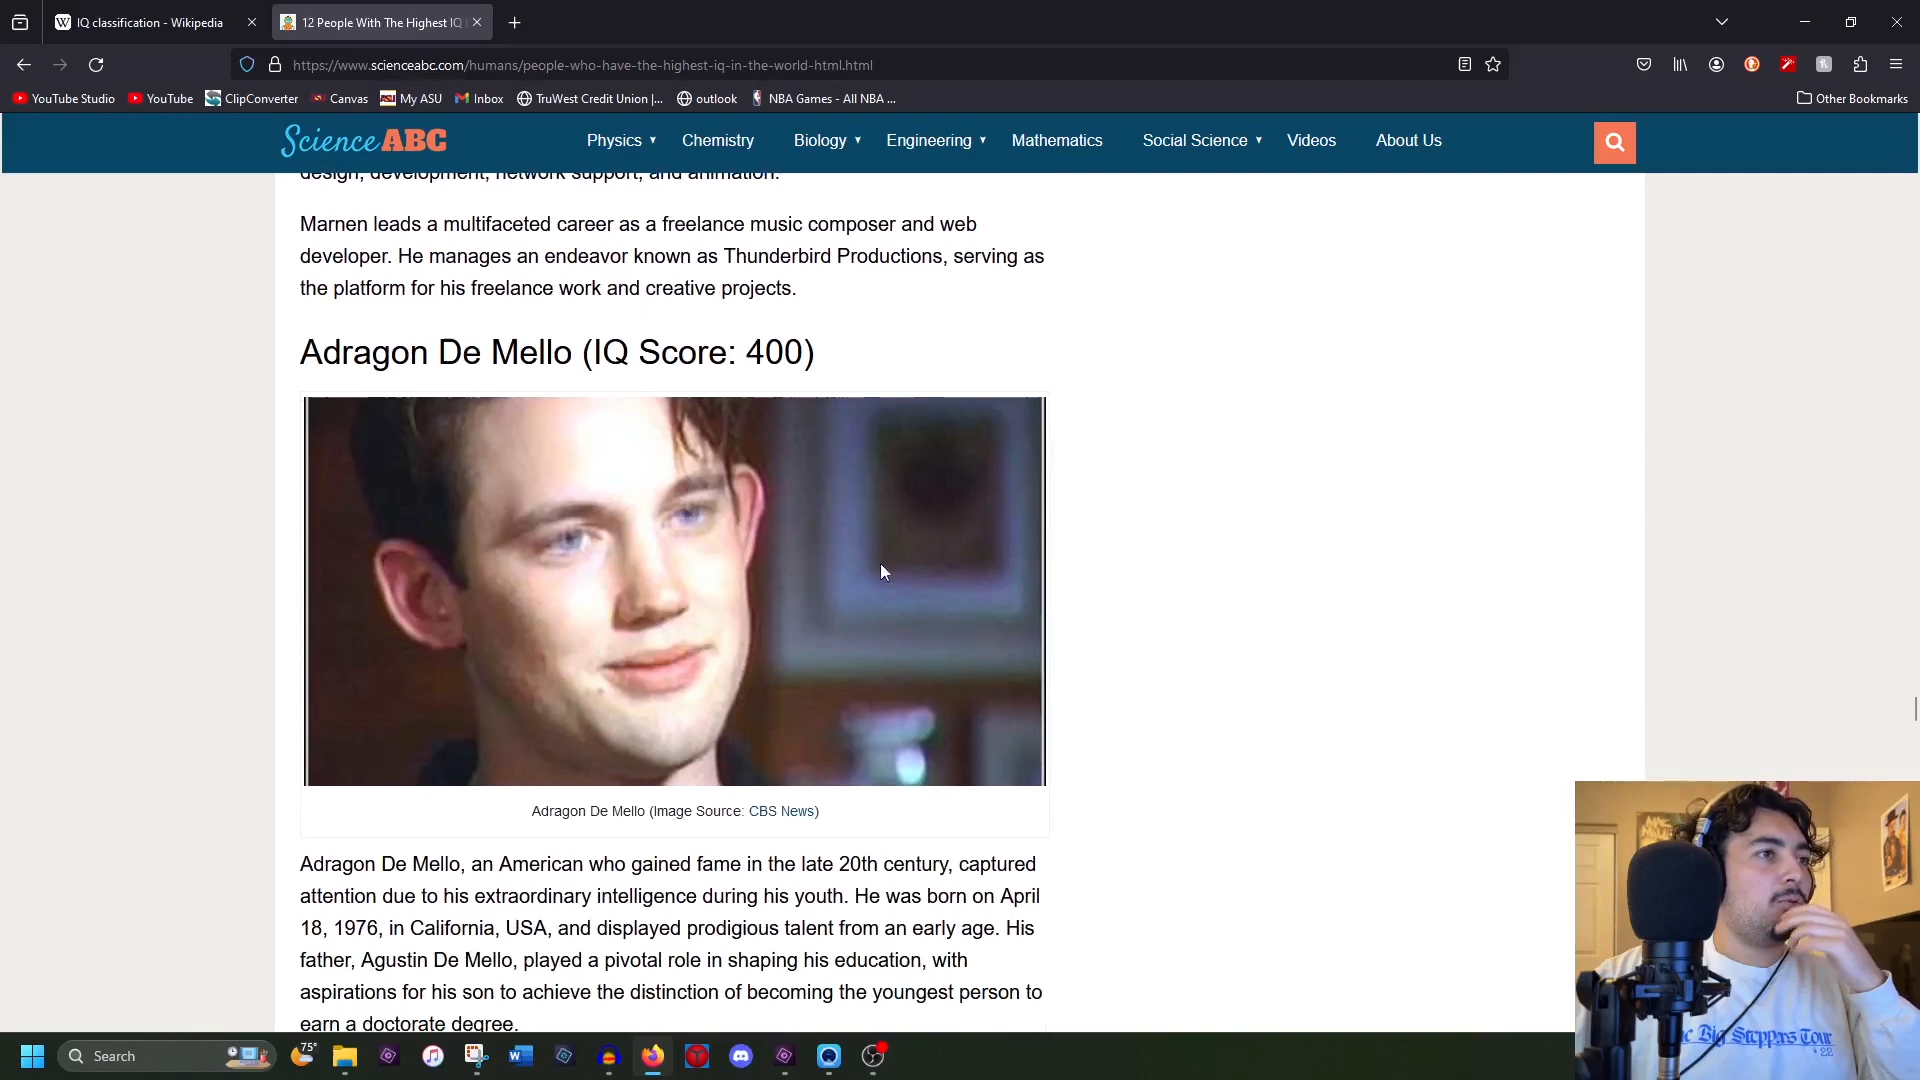 IQ classification - Wikipedia
12 People With The Highest IQ
https://www.scienceabc.com/humans/people-who-have-the-highest-iq-in-the-world-html.html
YouTube Studio
YouTube
ClipConverter
Canvas
My ASU
Inbox
TruWest Credit Union |...
outlook
NBA Games - All NBA ...
Other Bookmarks
Science ABC
Physics
Chemistry
Biology
Engineering
Mathematics
Social Science
Videos
About Us
design, development, network support, and animation.
Marnen leads a multifaceted career as a freelance music composer and web
developer. He manages an endeavor known as Thunderbird Productions, serving as
the platform for his freelance work and creative projects.
Adragon De Mello (IQ Score: 400)
Adragon De Mello (Image Source: CBS News)
Adragon De Mello, an American who gained fame in the late 20th century, captured
attention due to his extraordinary intelligence during his youth. He was born on April
18, 1976, in California, USA, and displayed prodigious talent from an early age. His
father, Agustin De Mello, played a pivotal role in shaping his education, with
aspirations for his son to achieve the distinction of becoming the youngest person to
earn a doctorate degree.
Big Steppers Tour
22
Search
75°